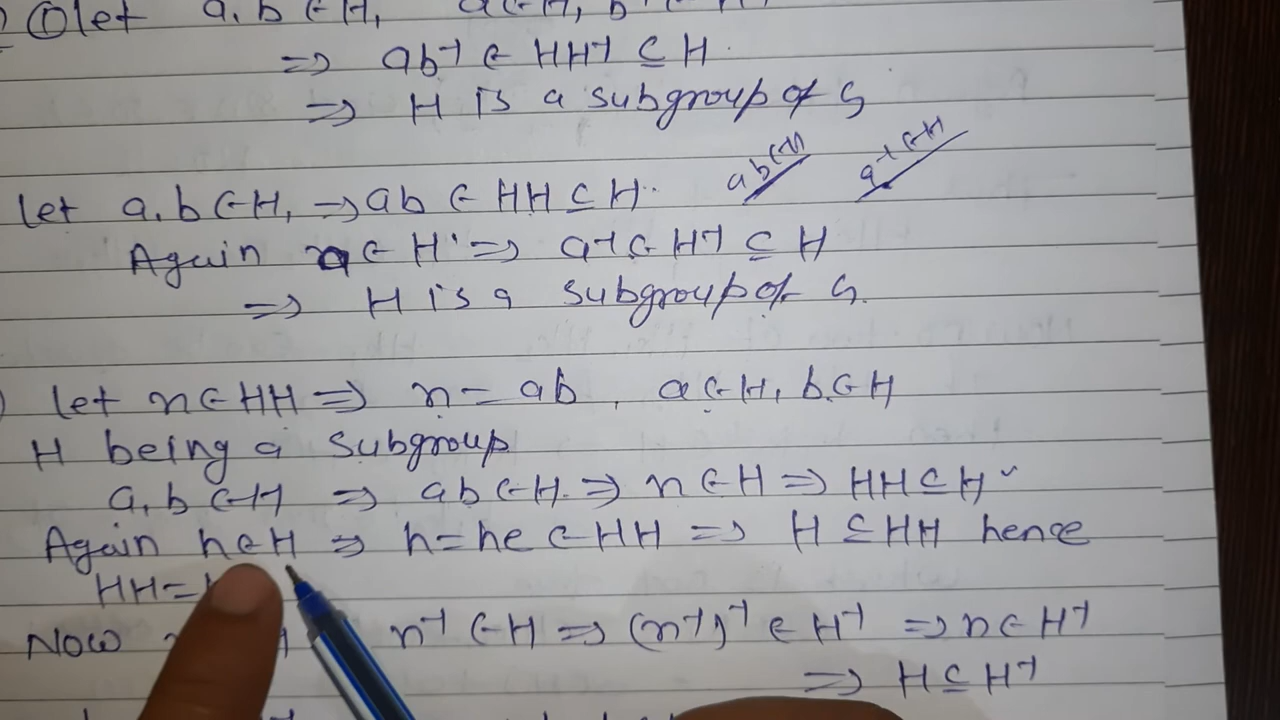 ① let a, b ∈ H, a ∈ H, b
⇒ ab⁻¹ ∈ HH⁻¹ ⊆ H
⇒ H is a subgroup of G
ab ∈ H a⁻¹ ∈ H
let a, b ∈ H, ⇒ ab ∈ HH ⊆ H
Again a ∈ H ⇒ a⁻¹ ∈ H⁻¹ ⊆ H
⇒ H is a subgroup of G.
let x ∈ HH ⇒ x = ab, a ∈ H, b ∈ H
H being a subgroup
a, b ∈ H ⇒ ab ∈ H ⇒ x ∈ H ⇒ HH ⊆ H
Again h ∈ H ⇒ h = he ∈ HH ⇒ H ⊆ HH hence
HH =
Now x⁻¹ ∈ H ⇒ (x⁻¹)⁻¹ ∈ H⁻¹ ⇒ x ∈ H⁻¹
⇒ H ⊆ H⁻¹